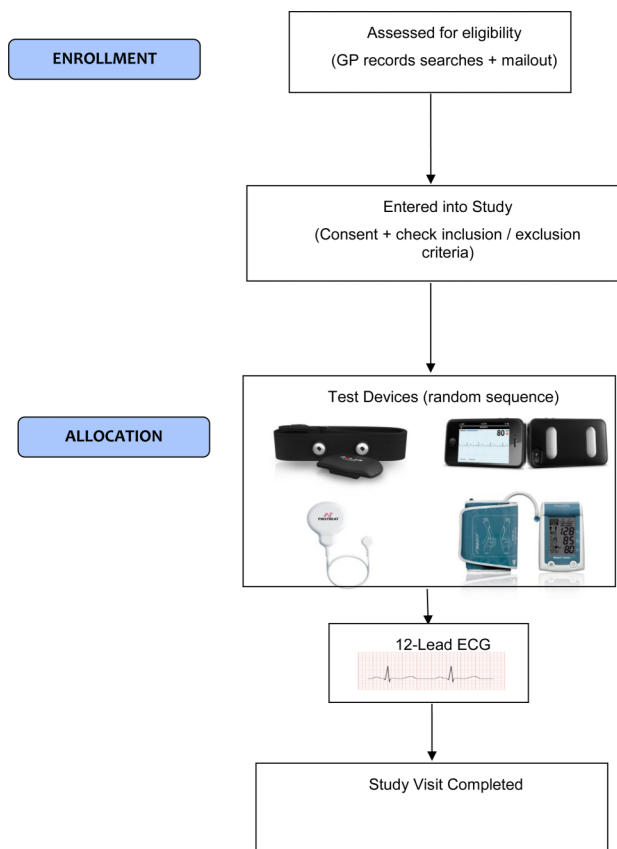 Assessed for eligibility
(GP records searches + mailout)
ENROLLMENT
Entered into Study
(Consent + check inclusion / exclusion
criteria)
Test Devices (random sequence)
ALLOCATION
80
128
85
80
12-Lead ECG
Study Visit Completed